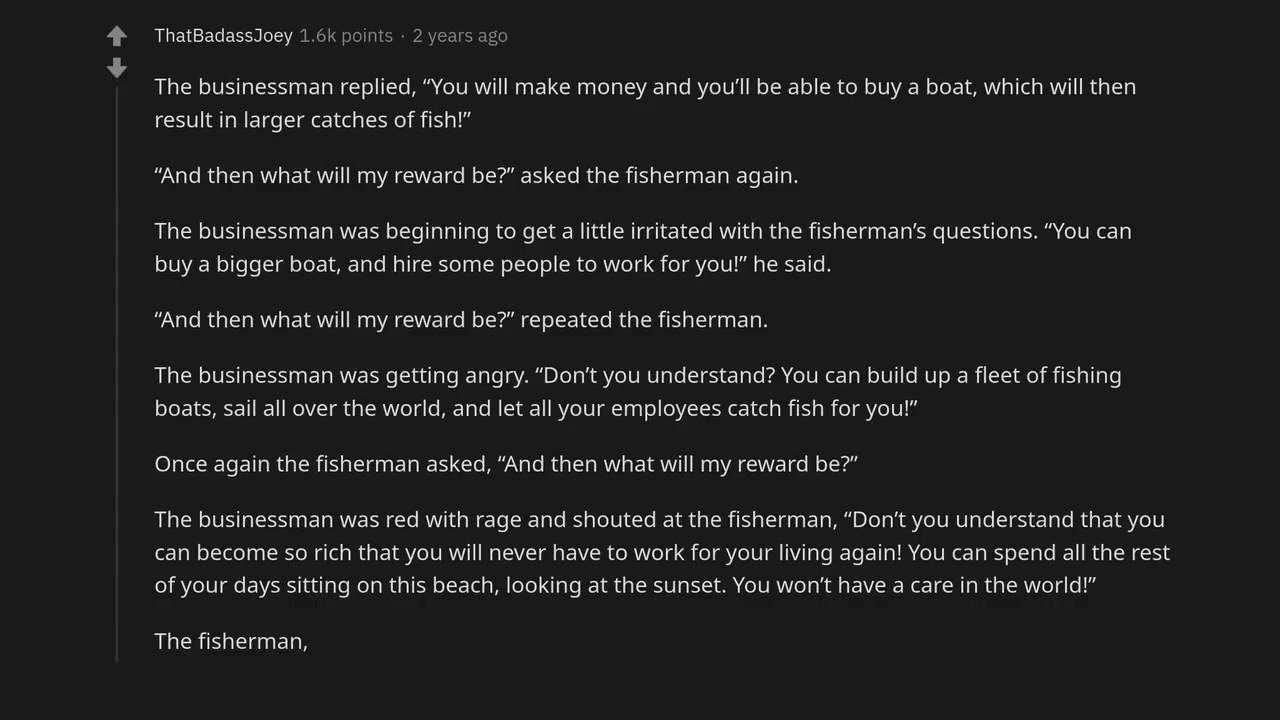 ThatBadassJoey 1.6k points · 2 years ago
The businessman replied, “You will make money and you’ll be able to buy a boat, which will then
result in larger catches of fish!”
“And then what will my reward be?” asked the fisherman again.
The businessman was beginning to get a little irritated with the fisherman’s questions. “You can
buy a bigger boat, and hire some people to work for you!” he said.
“And then what will my reward be?” repeated the fisherman.
The businessman was getting angry. “Don’t you understand? You can build up a fleet of fishing
boats, sail all over the world, and let all your employees catch fish for you!”
Once again the fisherman asked, “And then what will my reward be?”
The businessman was red with rage and shouted at the fisherman, “Don’t you understand that you
can become so rich that you will never have to work for your living again! You can spend all the rest
of your days sitting on this beach, looking at the sunset. You won’t have a care in the world!”
The fisherman,